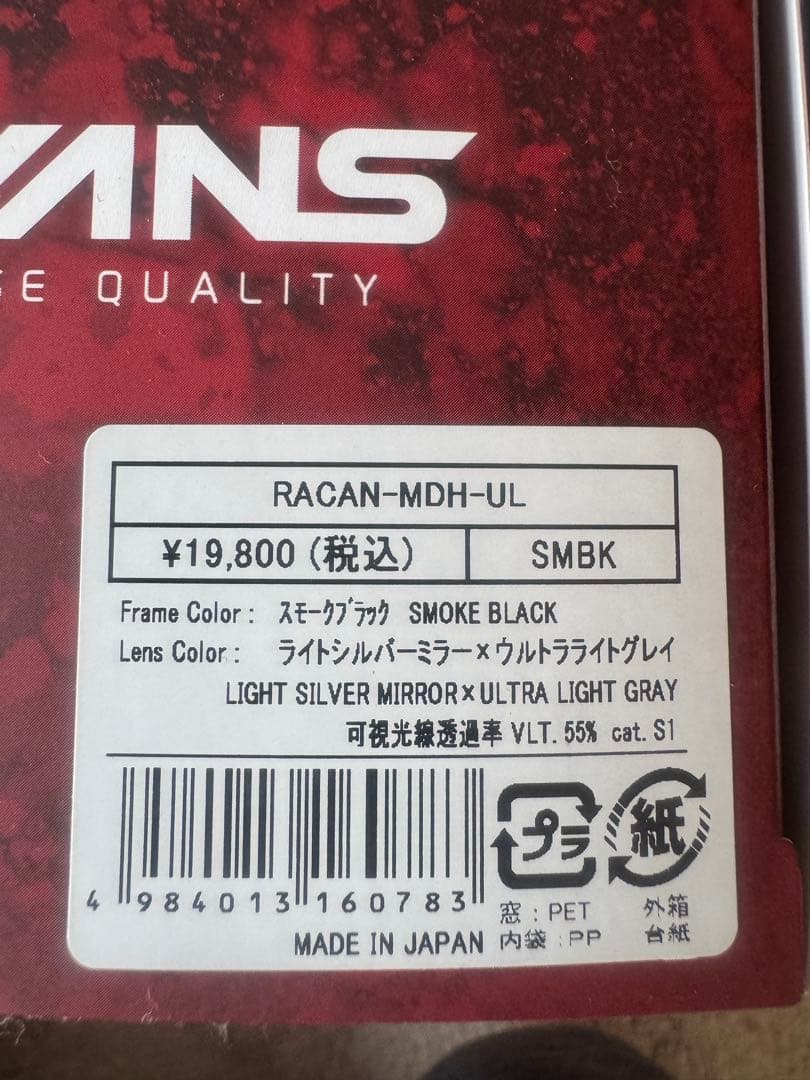 VANS
GE QUALITY
RACAN-MDH-UL
¥19,800 (税込)
SMBK
Frame Color : スモークブラック SMOKE BLACK
Lens Color : ライトシルバーミラー×ウルトラライトグレイ
LIGHT SILVER MIRROR×ULTRA LIGHT GRAY
可視光線透過率 VLT. 55% cat. S1
4 984013 160783
MADE IN JAPAN
プラ
窓 : PET
内袋 : PP
紙
外箱
台紙